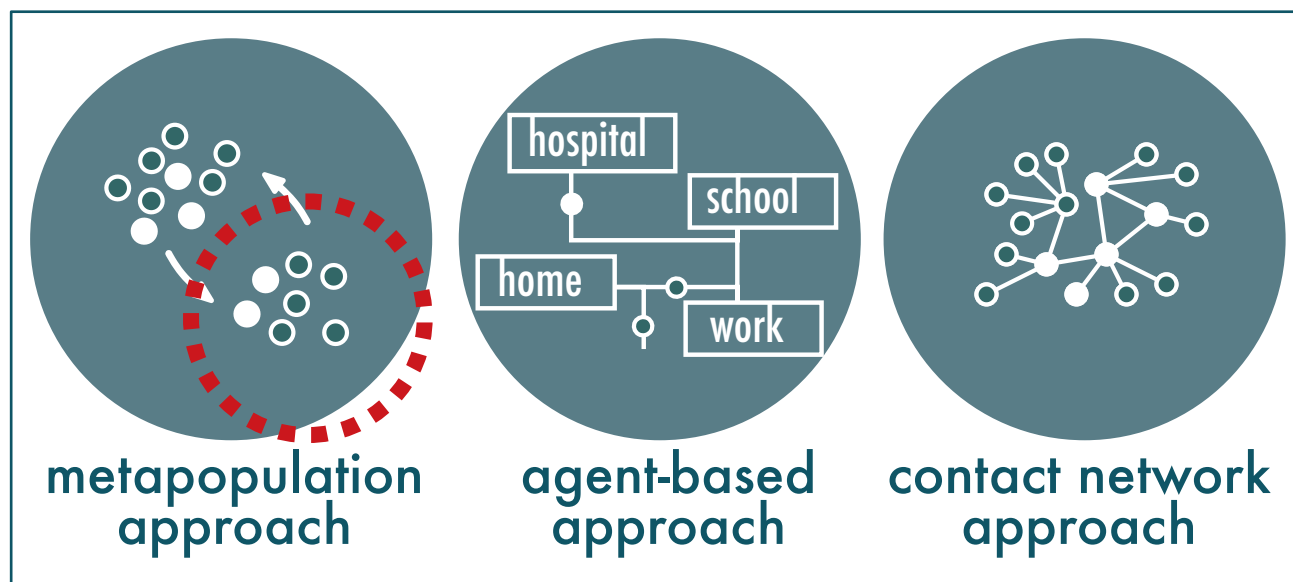 hospital
school
home
work
metapopulation
approach
agent-based
approach
contact network
approach